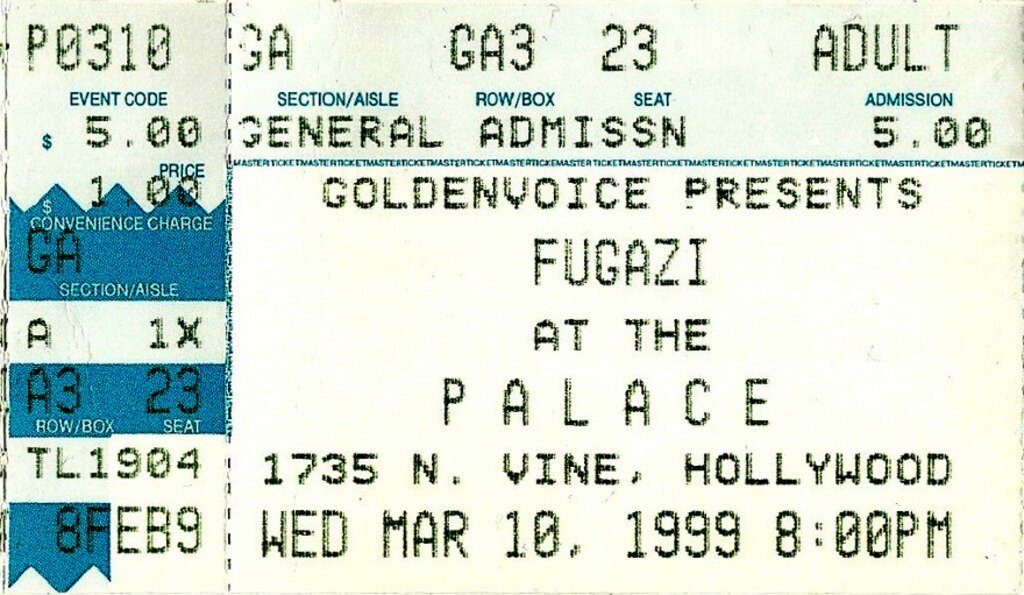 P0310
EVENT CODE
$ 5.00
PRICE
$ 1.00
CONVENIENCE CHARGE
GA
SECTION/AISLE
A 1X
A3 23
ROW/BOX SEAT
TL1904
8FEB9
GA GA3 23 ADULT
SECTION/AISLE ROW/BOX SEAT ADMISSION
GENERAL ADMISSN 5.00
MASTERTICKETMASTERTICKETMASTERTICKETMASTERTICKEMASTERTICKETMASTERTICKETMASTERTICKETMASTERTICKETM
GOLDENVOICE PRESENTS
FUGAZI
AT THE
PALACE
1735 N. VINE, HOLLYWOOD
WED MAR 10, 1999 8:00PM